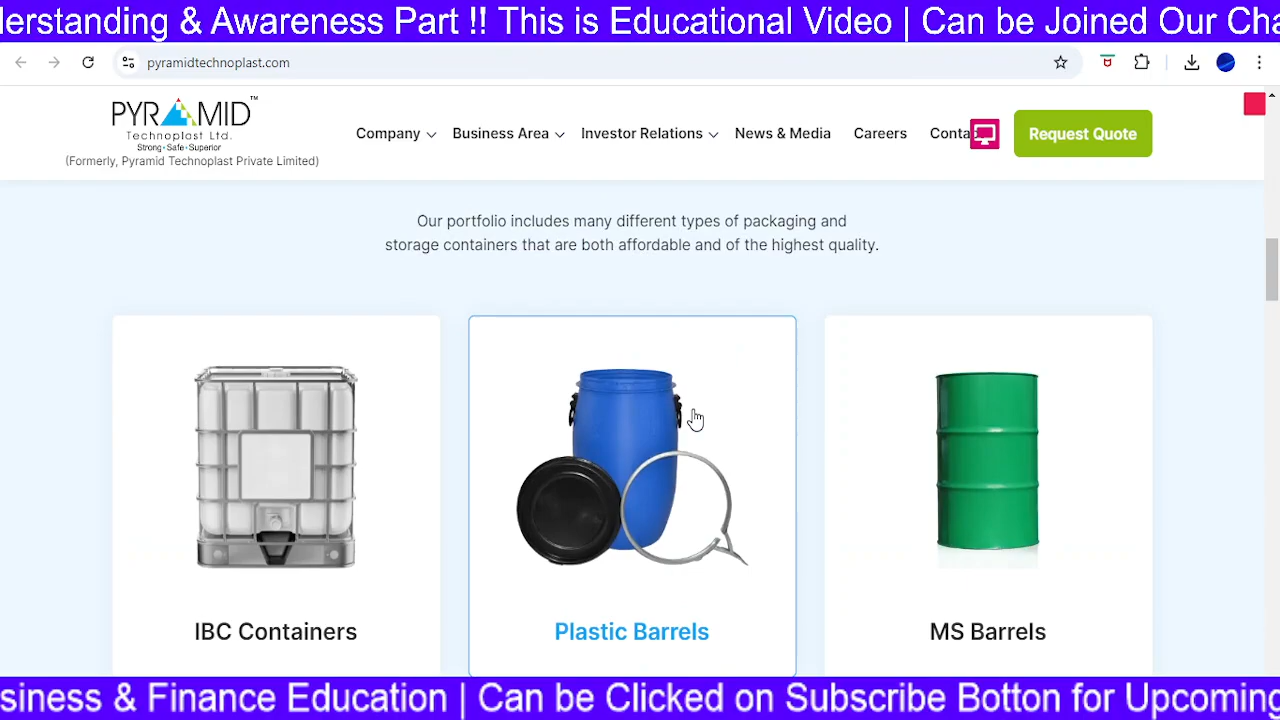 derstanding & Awareness Part !! This is Educational Video | Can be Joined Our Cha
pyramidtechnoplast.com
PYRAMID™
Technoplast Ltd.
Strong•Safe•Superior
(Formerly, Pyramid Technoplast Private Limited)
Company Business Area Investor Relations News & Media Careers Contac Request Quote
Our portfolio includes many different types of packaging and
storage containers that are both affordable and of the highest quality.
IBC Containers Plastic Barrels MS Barrels
siness & Finance Education | Can be Clicked on Subscribe Botton for Upcoming